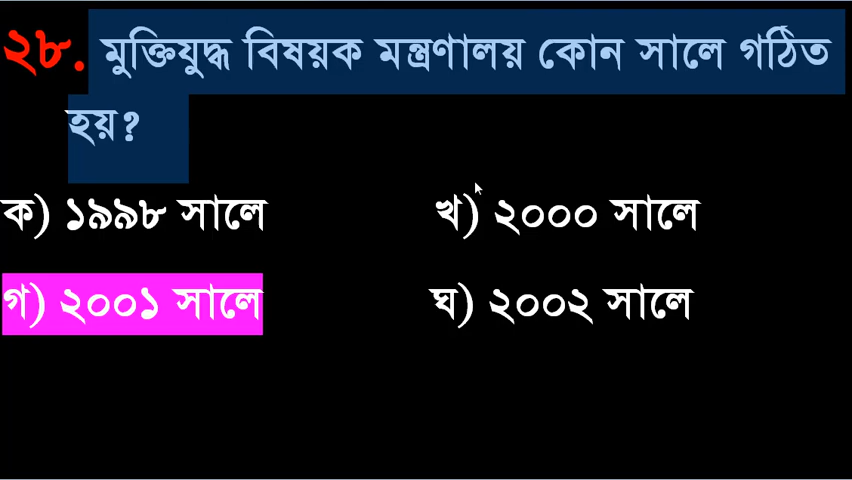 ২৮. মুক্তিযুদ্ধ বিষয়ক মন্ত্রণালয় কোন সালে গঠিত
হয়?
ক) ১৯৯৮ সালে খ) ২০০০ সালে
গ) ২০০১ সালে ঘ) ২০০২ সালে